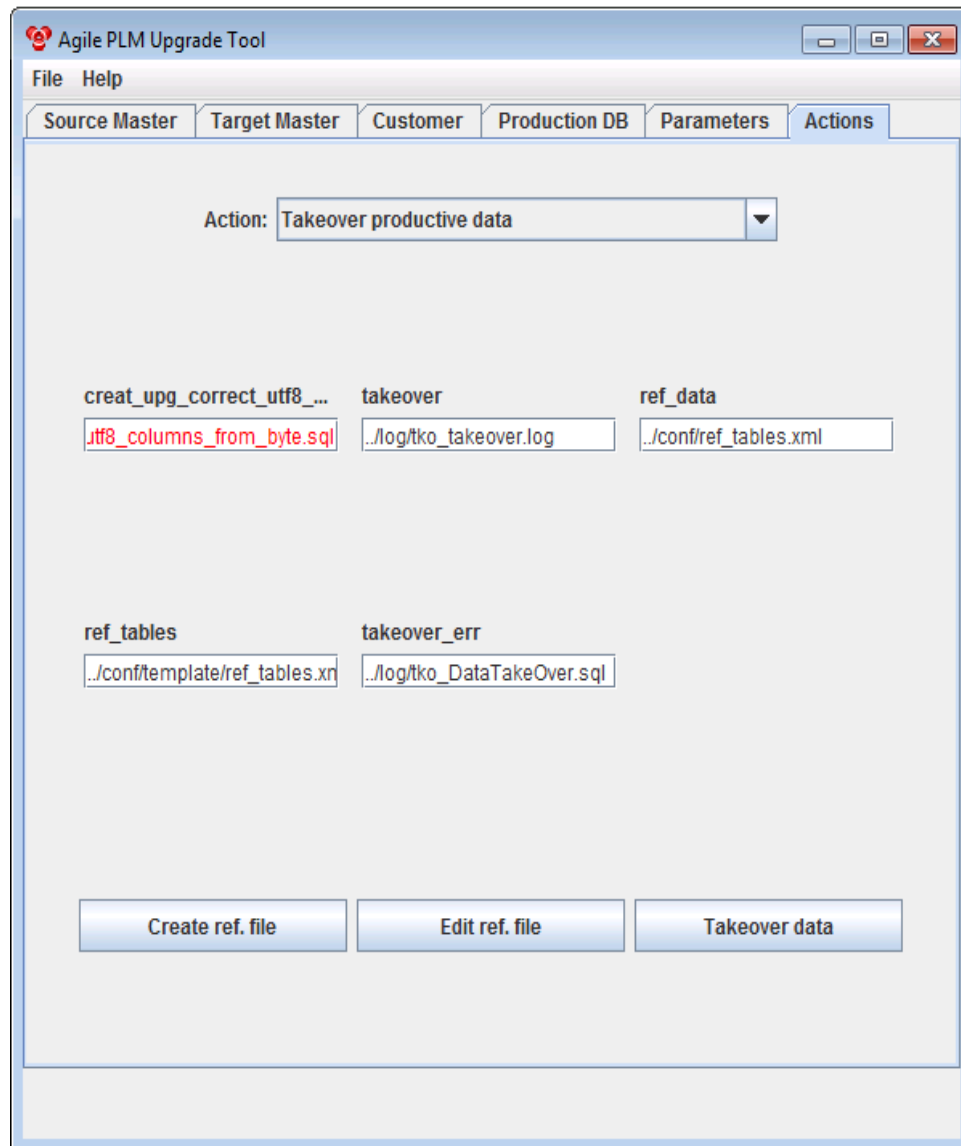 Agile PLM Upgrade Tool
File Help
Source Master Target Master Customer Production DB Parameters Actions
Action: Takeover productive data
creat_upg_correct_utf8_... takeover ref_data
utf8_columns_from_byte.sql ../log/tko_takeover.log ../conf/ref_tables.xml
ref_tables takeover_err
../conf/template/ref_tables.xm ../log/tko_DataTakeOver.sql
Create ref. file Edit ref. file Takeover data